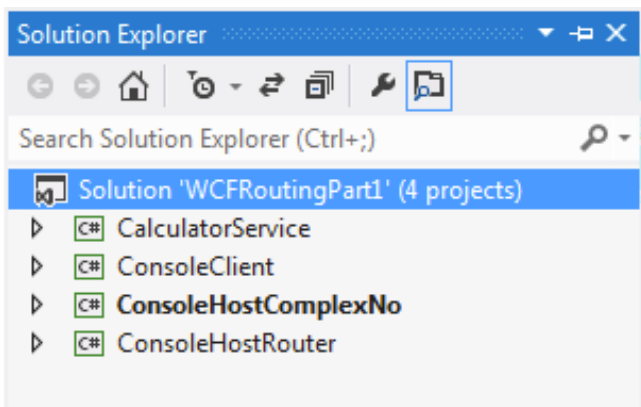 Solution Explorer
Search Solution Explorer (Ctrl+;)
Solution 'WCFRoutingPart1' (4 projects)
C# CalculatorService
C# ConsoleClient
C# ConsoleHostComplexNo
C# ConsoleHostRouter